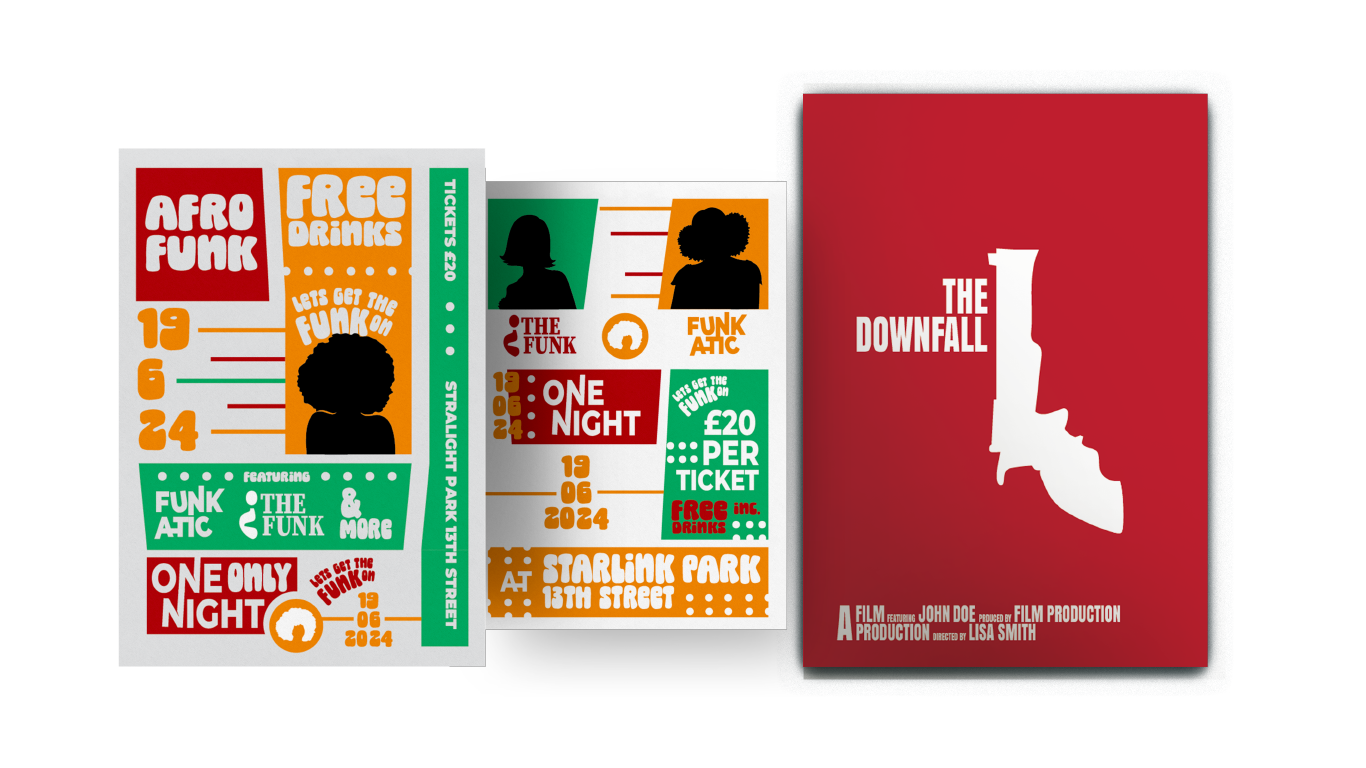 AFRO
FUNK
FREE
DRINKS
LETS GET THE
FUNK ON
19
6
24
FEATURING
FUNK
ATIC
THE
FUNK
&
MORE
ONE ONLY
NIGHT
LETS GET THE
FUNK ON
19
06
2024
TICKETS £20
STRALIGHT PARK 13TH STREET
THE
FUNK
FUNK
ATIC
19
06
24
ONE
NIGHT
LETS GET THE
FUNK ON
£20
PER
TICKET
FREE INC.
DRINKS
19
06
2024
AT
STARLINK PARK
13TH STREET
THE
DOWNFALL
A FILM FEATURING JOHN DOE PRODUCED BY FILM PRODUCTION
PRODUCTION DIRECTED BY LISA SMITH